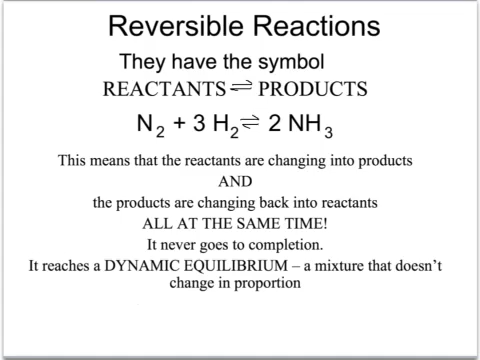 Reversible Reactions
They have the symbol
REACTANTS ⇌ PRODUCTS
N₂ + 3 H₂ ⇌ 2 NH₃
This means that the reactants are changing into products
AND
the products are changing back into reactants
ALL AT THE SAME TIME!
It never goes to completion.
It reaches a DYNAMIC EQUILIBRIUM – a mixture that doesn’t
change in proportion